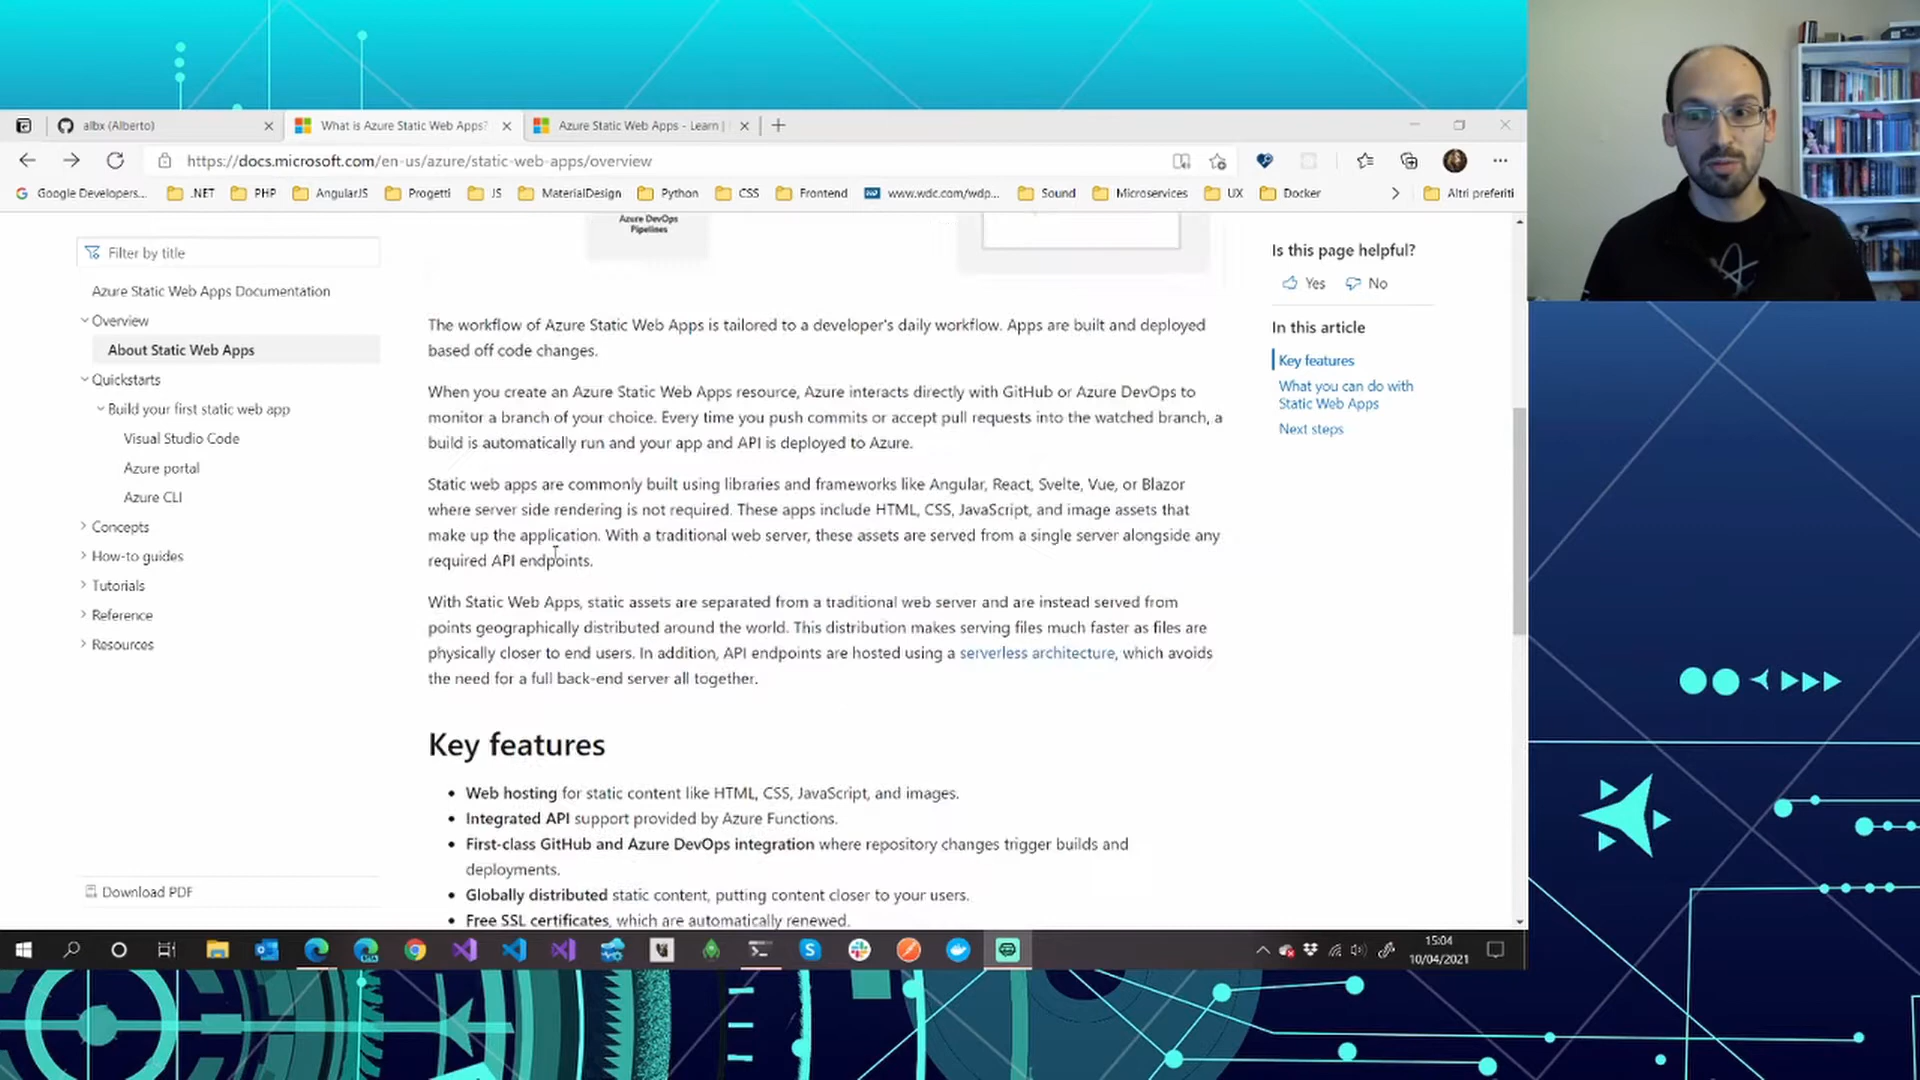 albx (Alberto)
What is Azure Static Web Apps?
Azure Static Web Apps - Learn |
https://docs.microsoft.com/en-us/azure/static-web-apps/overview
Google Developers...
.NET
PHP
AngularJS
Progetti
JS
MaterialDesign
Python
CSS
Frontend
www.wdc.com/wdp...
Sound
Microservices
UX
Docker
Altri preferiti
Filter by title
Azure Static Web Apps Documentation
Overview
About Static Web Apps
Quickstarts
Build your first static web app
Visual Studio Code
Azure portal
Azure CLI
Concepts
How-to guides
Tutorials
Reference
Resources
Download PDF
Azure DevOps
Pipelines
The workflow of Azure Static Web Apps is tailored to a developer's daily workflow. Apps are built and deployed
based off code changes.
When you create an Azure Static Web Apps resource, Azure interacts directly with GitHub or Azure DevOps to
monitor a branch of your choice. Every time you push commits or accept pull requests into the watched branch, a
build is automatically run and your app and API is deployed to Azure.
Static web apps are commonly built using libraries and frameworks like Angular, React, Svelte, Vue, or Blazor
where server side rendering is not required. These apps include HTML, CSS, JavaScript, and image assets that
make up the application. With a traditional web server, these assets are served from a single server alongside any
required API endpoints.
With Static Web Apps, static assets are separated from a traditional web server and are instead served from
points geographically distributed around the world. This distribution makes serving files much faster as files are
physically closer to end users. In addition, API endpoints are hosted using a serverless architecture, which avoids
the need for a full back-end server all together.
Key features
• Web hosting for static content like HTML, CSS, JavaScript, and images.
• Integrated API support provided by Azure Functions.
• First-class GitHub and Azure DevOps integration where repository changes trigger builds and
deployments.
• Globally distributed static content, putting content closer to your users.
• Free SSL certificates, which are automatically renewed.
Is this page helpful?
Yes
No
In this article
Key features
What you can do with
Static Web Apps
Next steps
15:04
10/04/2021